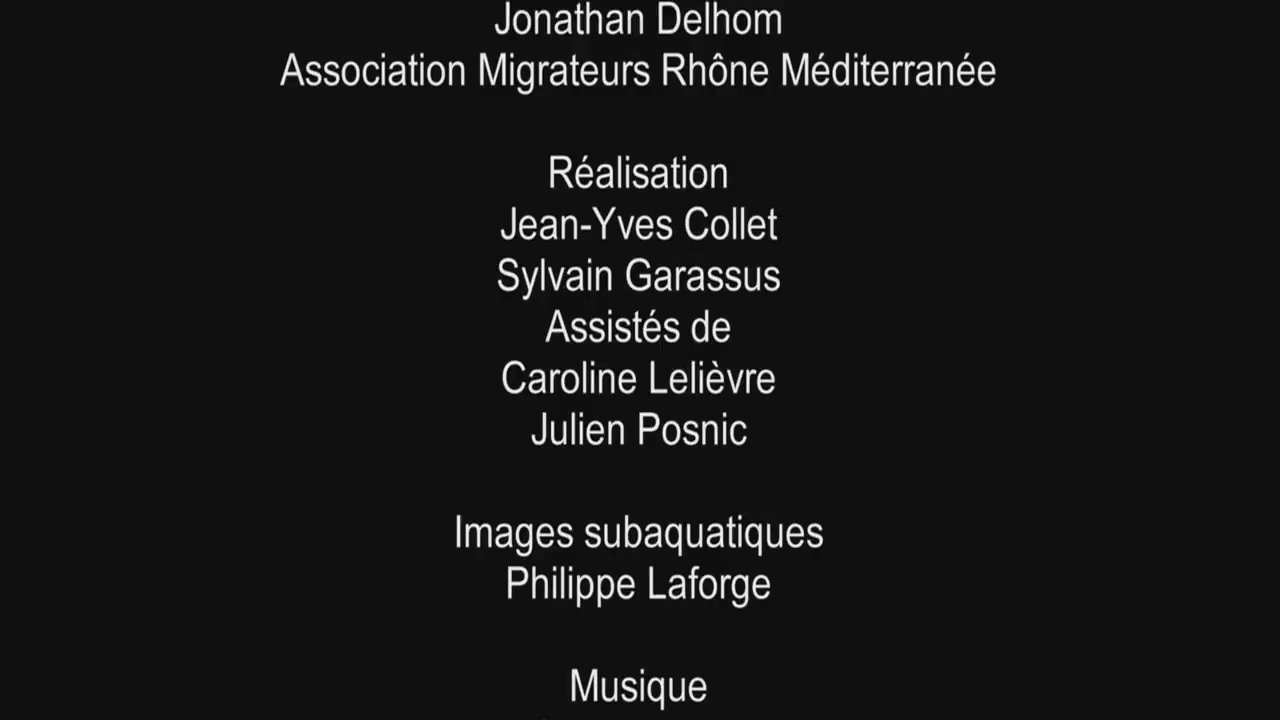 Jonathan Delhom
Association Migrateurs Rhône Méditerranée
Réalisation
Jean-Yves Collet
Sylvain Garassus
Assistés de
Caroline Lelièvre
Julien Posnic
Images subaquatiques
Philippe Laforge
Musique